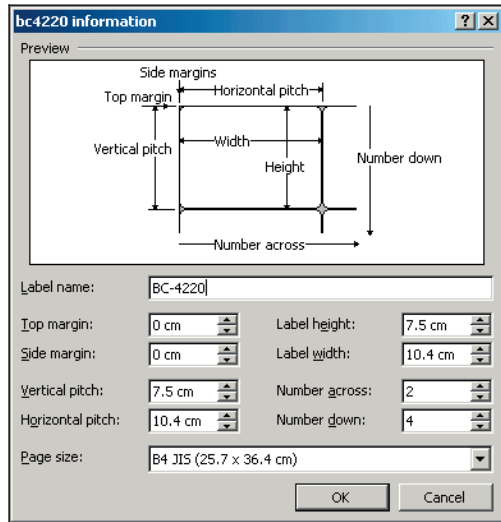 bc4220 information
Preview
Side margins
Top margin Horizontal pitch
Vertical pitch Width Number down
Height
Number across
Label name: BC-4220
Top margin: 0 cm Label height: 7.5 cm
Side margin: 0 cm Label width: 10.4 cm
Vertical pitch: 7.5 cm Number across: 2
Horizontal pitch: 10.4 cm Number down: 4
Page size: B4 JIS (25.7 x 36.4 cm)
OK Cancel